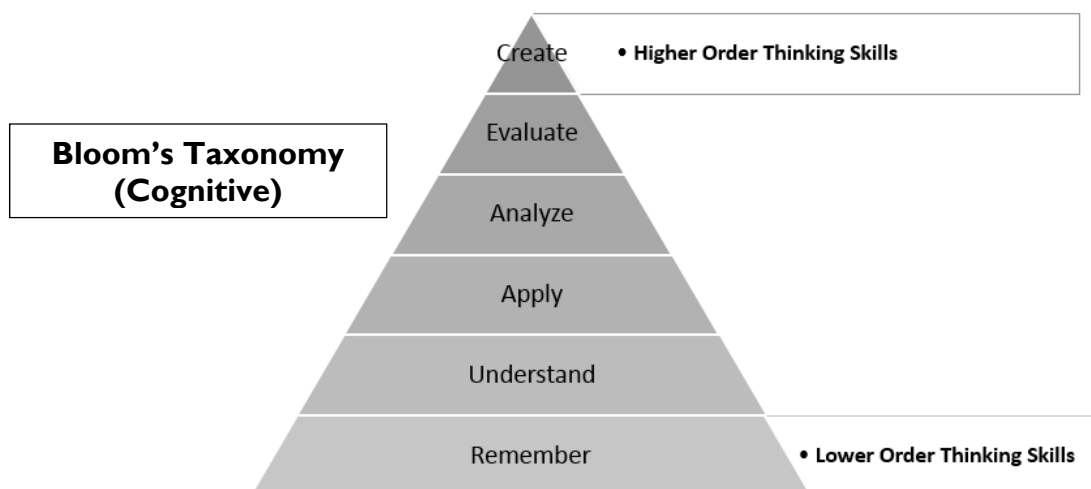 Create
• Higher Order Thinking Skills
Evaluate
Bloom's Taxonomy
(Cognitive)
Analyze
Apply
Understand
Remember
• Lower Order Thinking Skills